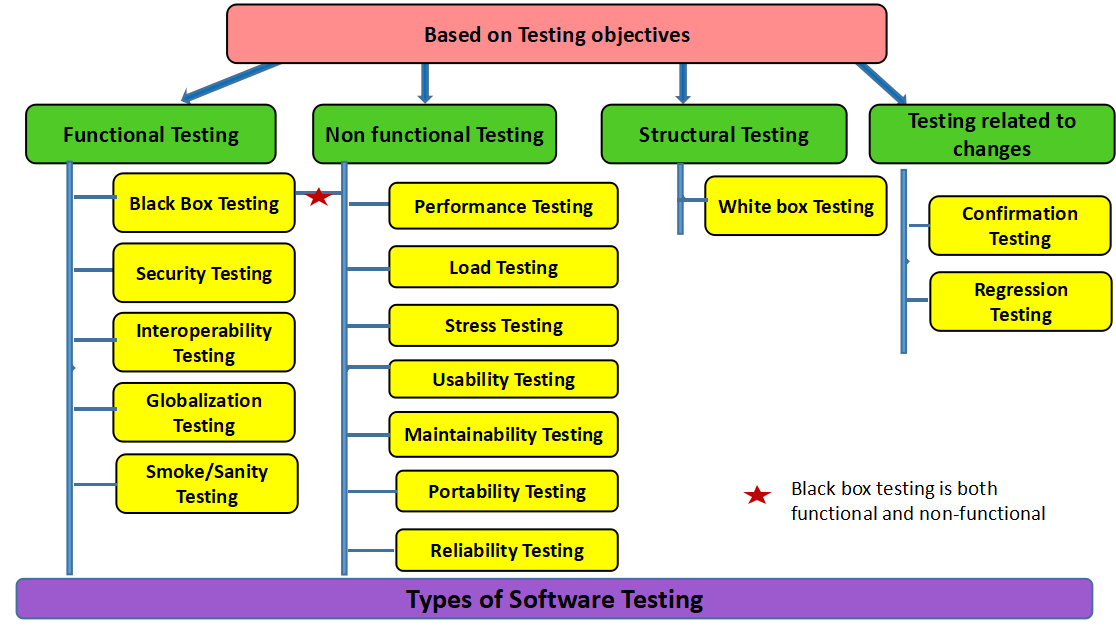 Based on Testing objectives
Functional Testing
Non functional Testing
Structural Testing
Testing related to
changes
Black Box Testing
Security Testing
Interoperability
Testing
Globalization
Testing
Smoke/Sanity
Testing
Performance Testing
Load Testing
Stress Testing
Usability Testing
Maintainability Testing
Portability Testing
Reliability Testing
White box Testing
Confirmation
Testing
Regression
Testing
Black box testing is both
functional and non-functional
Types of Software Testing